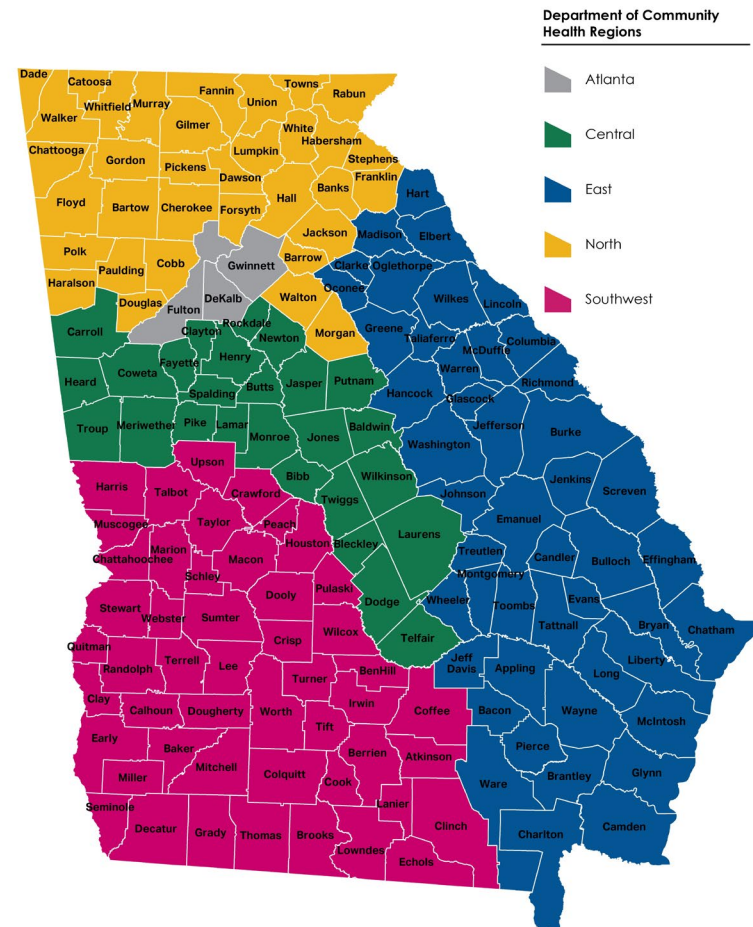 Department of Community
Health Regions
Atlanta
Central
East
North
Southwest
Dade
Catoosa
Whitfield
Murray
Fannin
Union
Towns
Rabun
Walker
Gilmer
White
Habersham
Chattooga
Gordon
Pickens
Lumpkin
Stephens
Dawson
Banks
Franklin
Hart
Floyd
Bartow
Cherokee
Forsyth
Hall
Jackson
Madison
Elbert
Polk
Paulding
Cobb
Gwinnett
Barrow
Clarke
Oglethorpe
Haralson
Douglas
Fulton
DeKalb
Walton
Oconee
Wilkes
Lincoln
Carroll
Clayton
Rockdale
Newton
Morgan
Greene
Taliaferro
McDuffie
Columbia
Heard
Coweta
Fayette
Henry
Spalding
Butts
Jasper
Putnam
Hancock
Warren
Glascock
Richmond
Troup
Meriwether
Pike
Lamar
Monroe
Jones
Baldwin
Washington
Jefferson
Burke
Upson
Bibb
Wilkinson
Johnson
Jenkins
Screven
Harris
Talbot
Crawford
Twiggs
Laurens
Emanuel
Muscogee
Taylor
Peach
Houston
Bleckley
Treutlen
Candler
Bulloch
Effingham
Chattahoochee
Marion
Schley
Macon
Dooly
Pulaski
Dodge
Wheeler
Montgomery
Toombs
Evans
Tattnall
Bryan
Chatham
Stewart
Webster
Sumter
Crisp
Wilcox
Telfair
Jeff
Davis
Appling
Long
Liberty
Quitman
Randolph
Terrell
Lee
Turner
BenHill
Clay
Calhoun
Dougherty
Worth
Tift
Irwin
Coffee
Bacon
Wayne
McIntosh
Early
Baker
Miller
Mitchell
Colquitt
Cook
Berrien
Atkinson
Pierce
Ware
Brantley
Glynn
Seminole
Decatur
Grady
Thomas
Brooks
Lanier
Lowndes
Clinch
Echols
Charlton
Camden